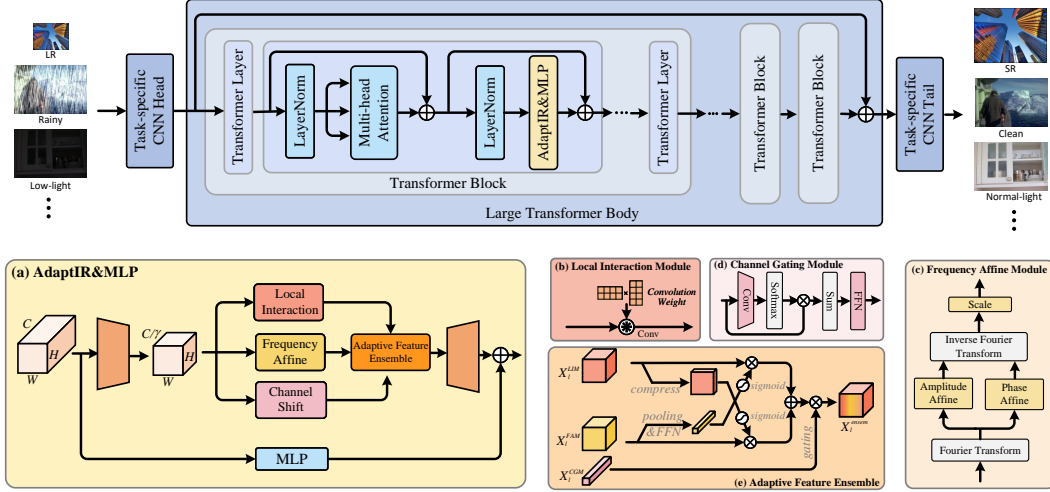 LR
Rainy
Low-light
Task-specific
CNN Head
Transformer Layer
LayerNorm
Multi-head
Attention
LayerNorm
AdaptIR&MLP
Transformer Layer
Transformer Block
Transformer Block
Transformer Block
Large Transformer Body
Task-specific
CNN Tail
SR
Clean
Normal-light
(a) AdaptIR&MLP
C
H
W
C/γ
H
W
Local
Interaction
Frequency
Affine
Channel
Shift
Adaptive Feature
Ensemble
MLP
(b) Local Interaction Module
Convolution
Weight
Conv
(d) Channel Gating Module
Conv
Softmax
Sum
FFN
(c) Frequency Affine Module
Scale
Inverse Fourier
Transform
Amplitude
Affine
Phase
Affine
Fourier Transform
X_l^LIM
compress
sigmoid
pooling
&FFN
sigmoid
X_l^FAM
X_l^CGM
gating
X_l^ensem
(e) Adaptive Feature Ensemble